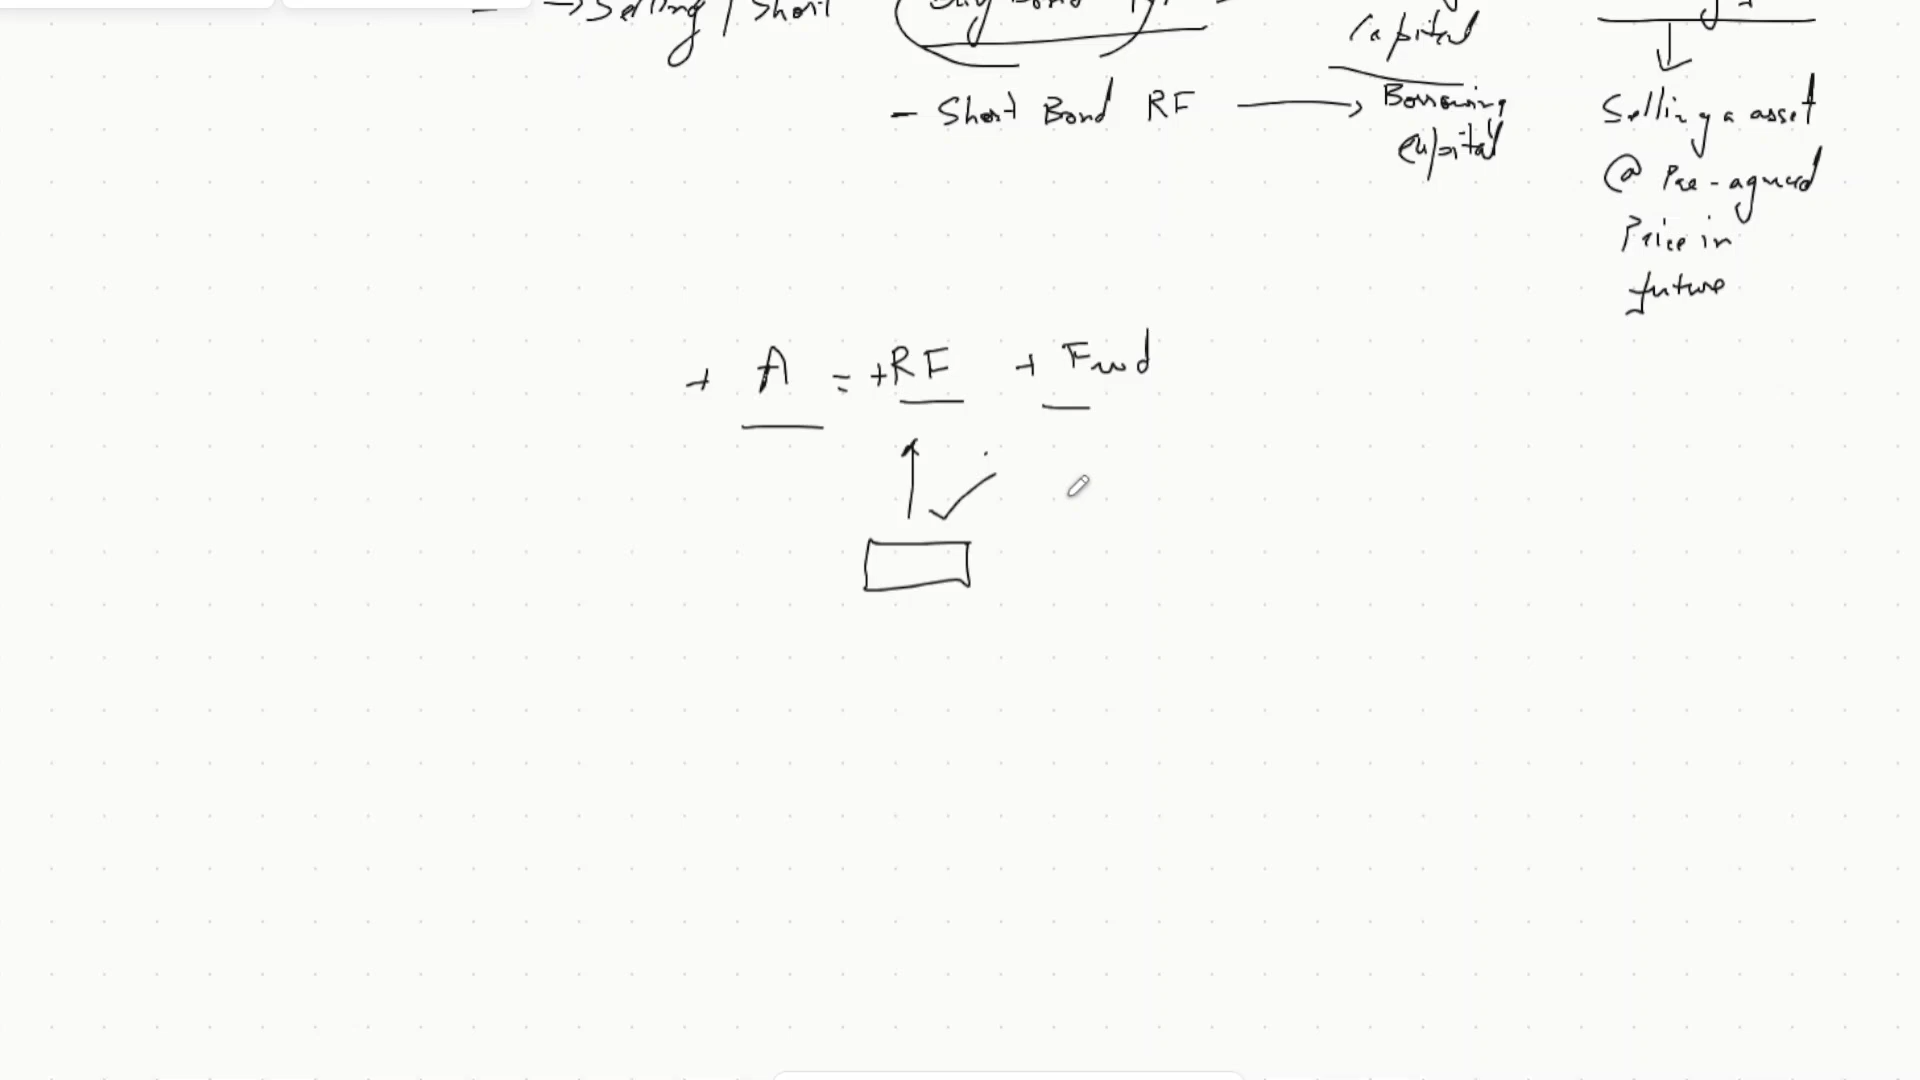 - → Selling / Short
Capital
- Short Bond RF → Borrowing
capital
Selling a asset
@ Pre-agreed
Price in
future
+ A = +RF + Fwd